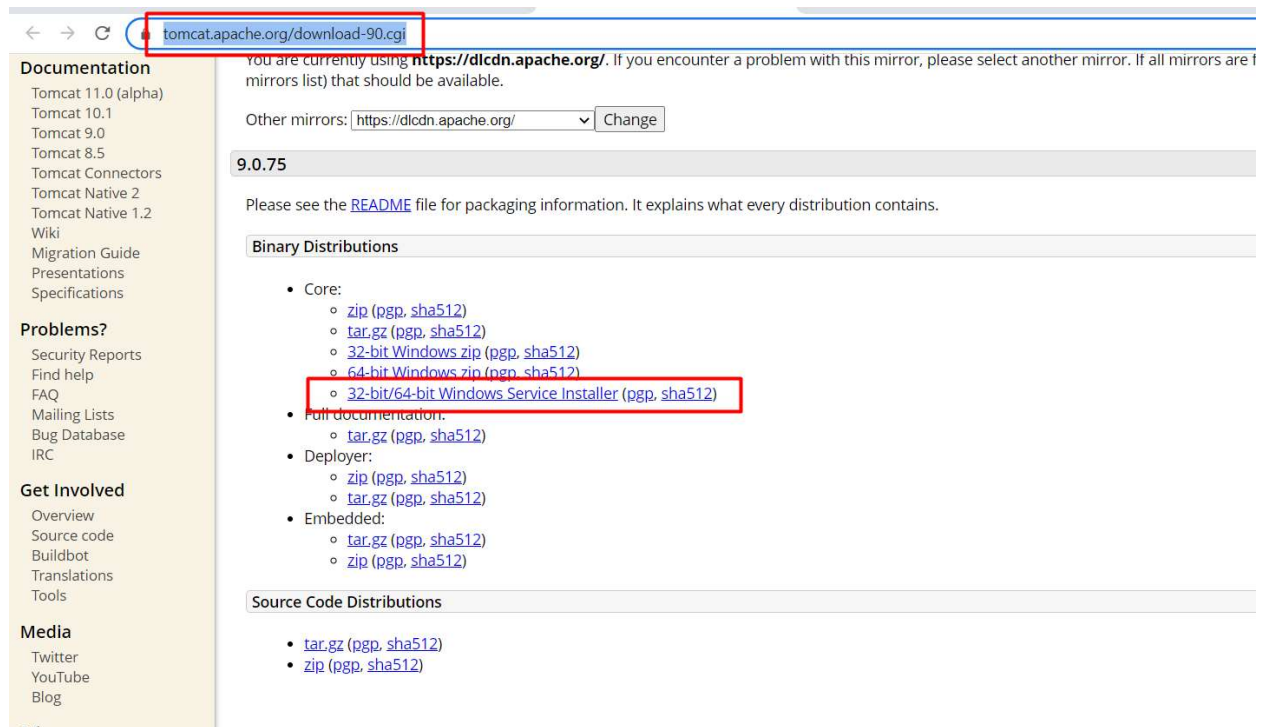 tomcat.apache.org/download-90.cgi
Documentation
Tomcat 11.0 (alpha)
Tomcat 10.1
Tomcat 9.0
Tomcat 8.5
Tomcat Connectors
Tomcat Native 2
Tomcat Native 1.2
Wiki
Migration Guide
Presentations
Specifications
Problems?
Security Reports
Find help
FAQ
Mailing Lists
Bug Database
IRC
Get Involved
Overview
Source code
Buildbot
Translations
Tools
Media
Twitter
YouTube
Blog
You are currently using https://dlcdn.apache.org/. If you encounter a problem with this mirror, please select another mirror. If all mirrors are
mirrors list) that should be available.
Other mirrors: https://dlcdn.apache.org/ Change
9.0.75
Please see the README file for packaging information. It explains what every distribution contains.
Binary Distributions
• Core:
○ zip (pgp, sha512)
○ tar.gz (pgp, sha512)
○ 32-bit Windows zip (pgp, sha512)
○ 64-bit Windows zip (pgp, sha512)
○ 32-bit/64-bit Windows Service Installer (pgp, sha512)
• Full documentation:
○ tar.gz (pgp, sha512)
• Deployer:
○ zip (pgp, sha512)
○ tar.gz (pgp, sha512)
• Embedded:
○ tar.gz (pgp, sha512)
○ zip (pgp, sha512)
Source Code Distributions
• tar.gz (pgp, sha512)
• zip (pgp, sha512)